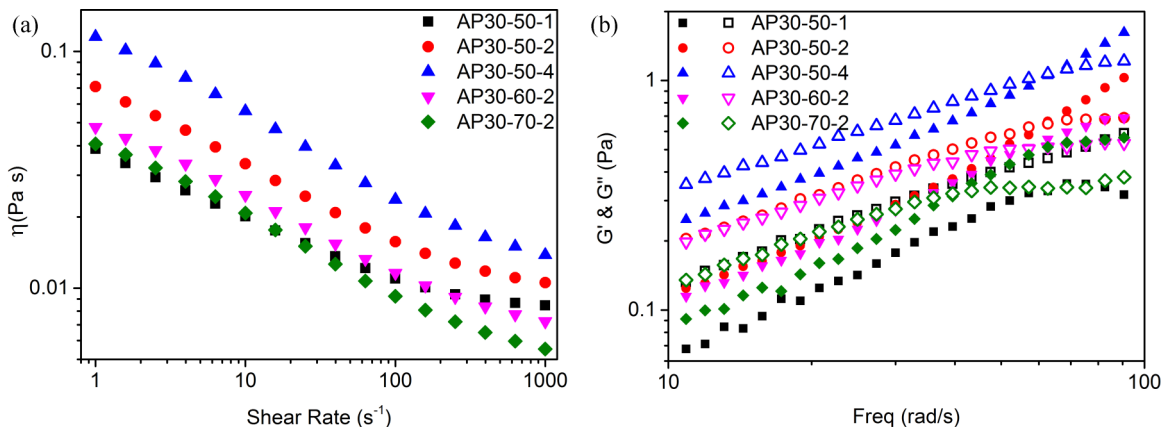 (a)
η(Pa s)
0.1
0.01
1
10
100
1000
Shear Rate (s⁻¹)
AP30-50-1
AP30-50-2
AP30-50-4
AP30-60-2
AP30-70-2
(b)
G' & G'' (Pa)
1
0.1
10
100
Freq (rad/s)
AP30-50-1
AP30-50-2
AP30-50-4
AP30-60-2
AP30-70-2